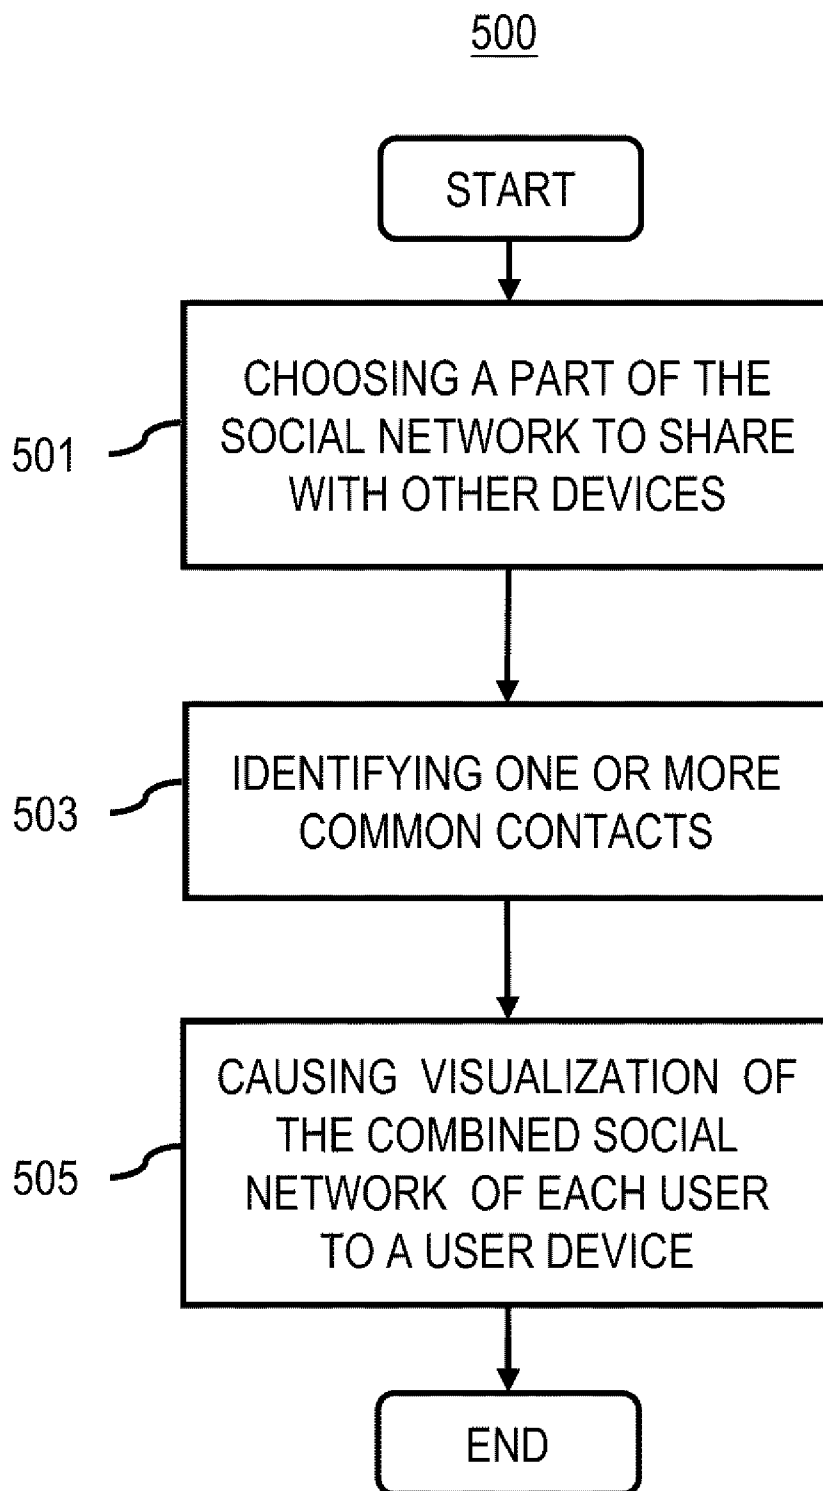 500
START
CHOOSING A PART OF THE
SOCIAL NETWORK TO SHARE
WITH OTHER DEVICES
501
IDENTIFYING ONE OR MORE
COMMON CONTACTS
503
CAUSING VISUALIZATION OF
THE COMBINED SOCIAL
NETWORK OF EACH USER
TO A USER DEVICE
505
END